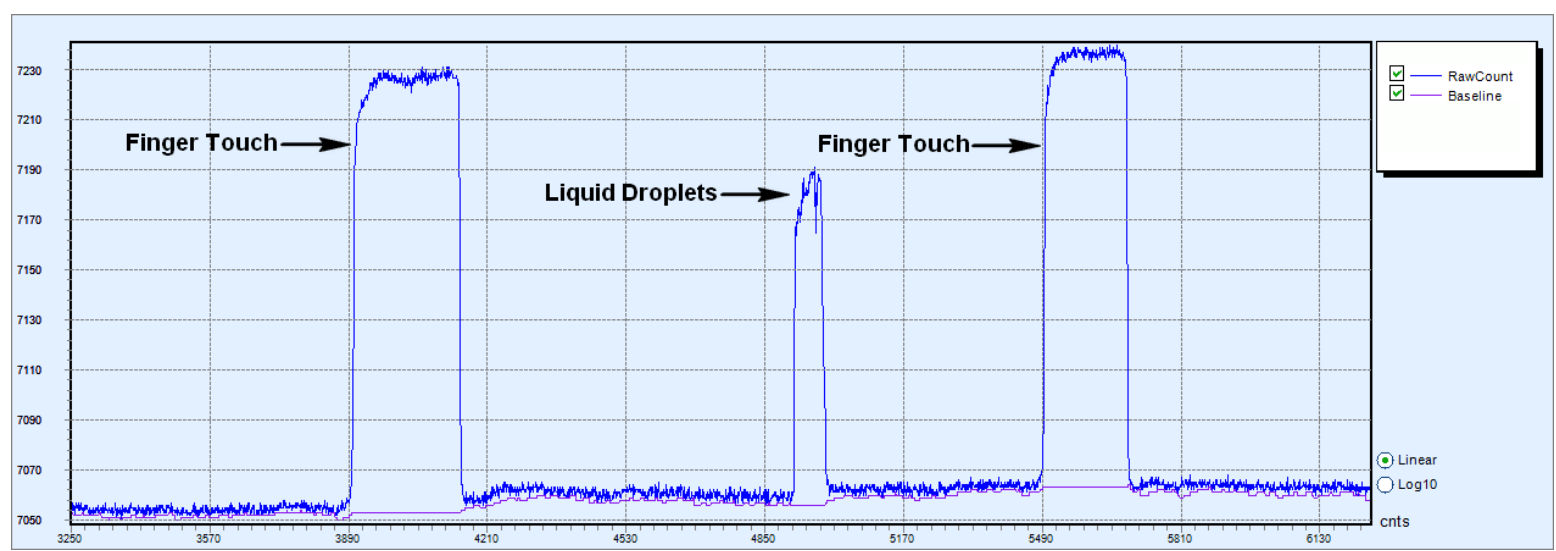 7230
7210
7190
7170
7150
7130
7110
7090
7070
7050
Finger Touch
Liquid Droplets
Finger Touch
RawCount
Baseline
Linear
Log10
cnts
3250 3570 3890 4210 4530 4850 5170 5490 5810 6130